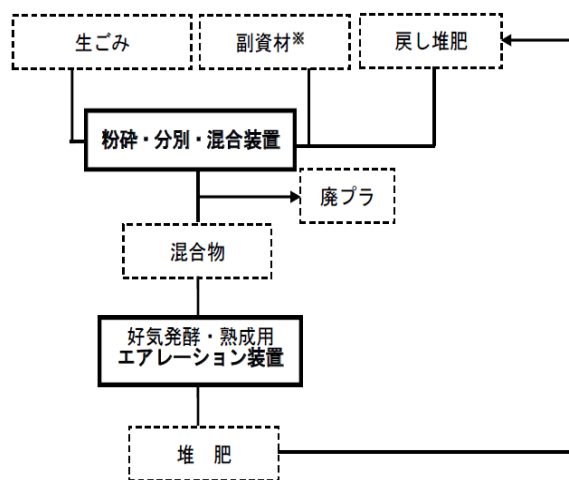 生ごみ
副資材※
戻し堆肥
粉砕・分別・混合装置
廃プラ
混合物
好気発酵・熟成用
エアレーション装置
堆 肥